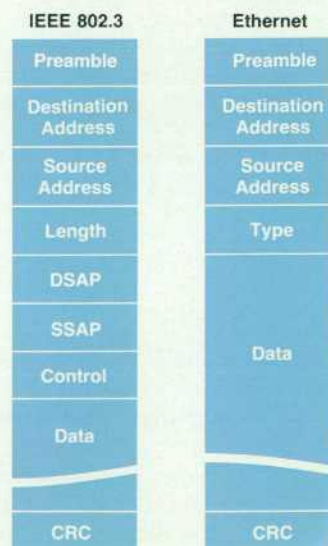 IEEE 802.3
Preamble
Destination
Address
Source
Address
Length
DSAP
SSAP
Control
Data
CRC
Ethernet
Preamble
Destination
Address
Source
Address
Type
Data
CRC